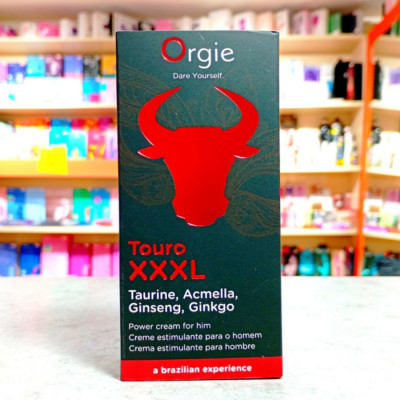 Orgie
Dare Yourself.
Touro
XXXL
Taurine, Acmella,
Ginseng, Ginkgo
Power cream for him
Creme estimulante para o homem
Crema estimulante para hombre
a brazilian experience